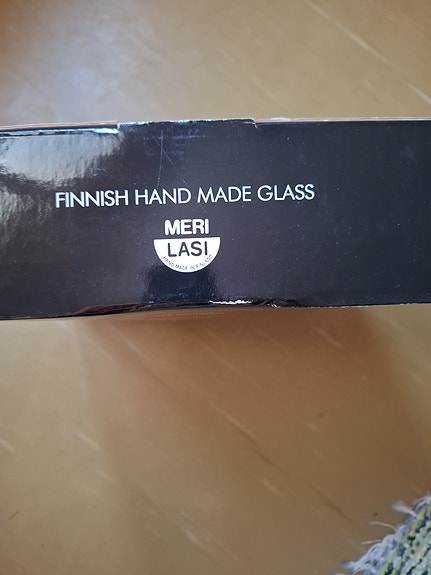 FINNISH HAND MADE GLASS
MERI
LASI
HAND MADE IN FINLAND